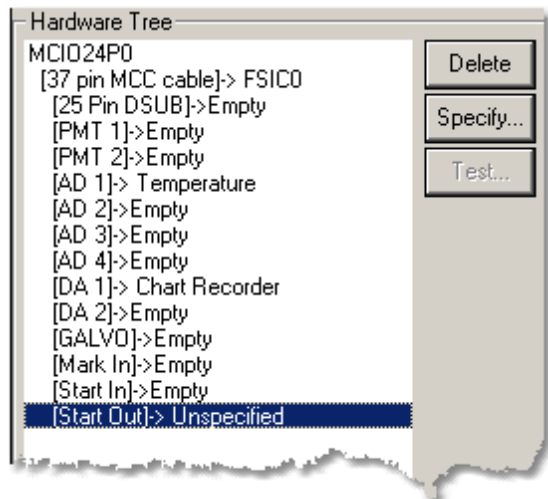 Hardware Tree
MCIO24P0
[37 pin MCC cable]-> FSIC0
[25 Pin DSUB]->Empty
[PMT 1]->Empty
[PMT 2]->Empty
[AD 1]-> Temperature
[AD 2]->Empty
[AD 3]->Empty
[AD 4]->Empty
[DA 1]-> Chart Recorder
[DA 2]->Empty
[GALVO]->Empty
[Mark In]->Empty
[Start In]->Empty
[Start Out]-> Unspecified
Delete
Specify...
Test...